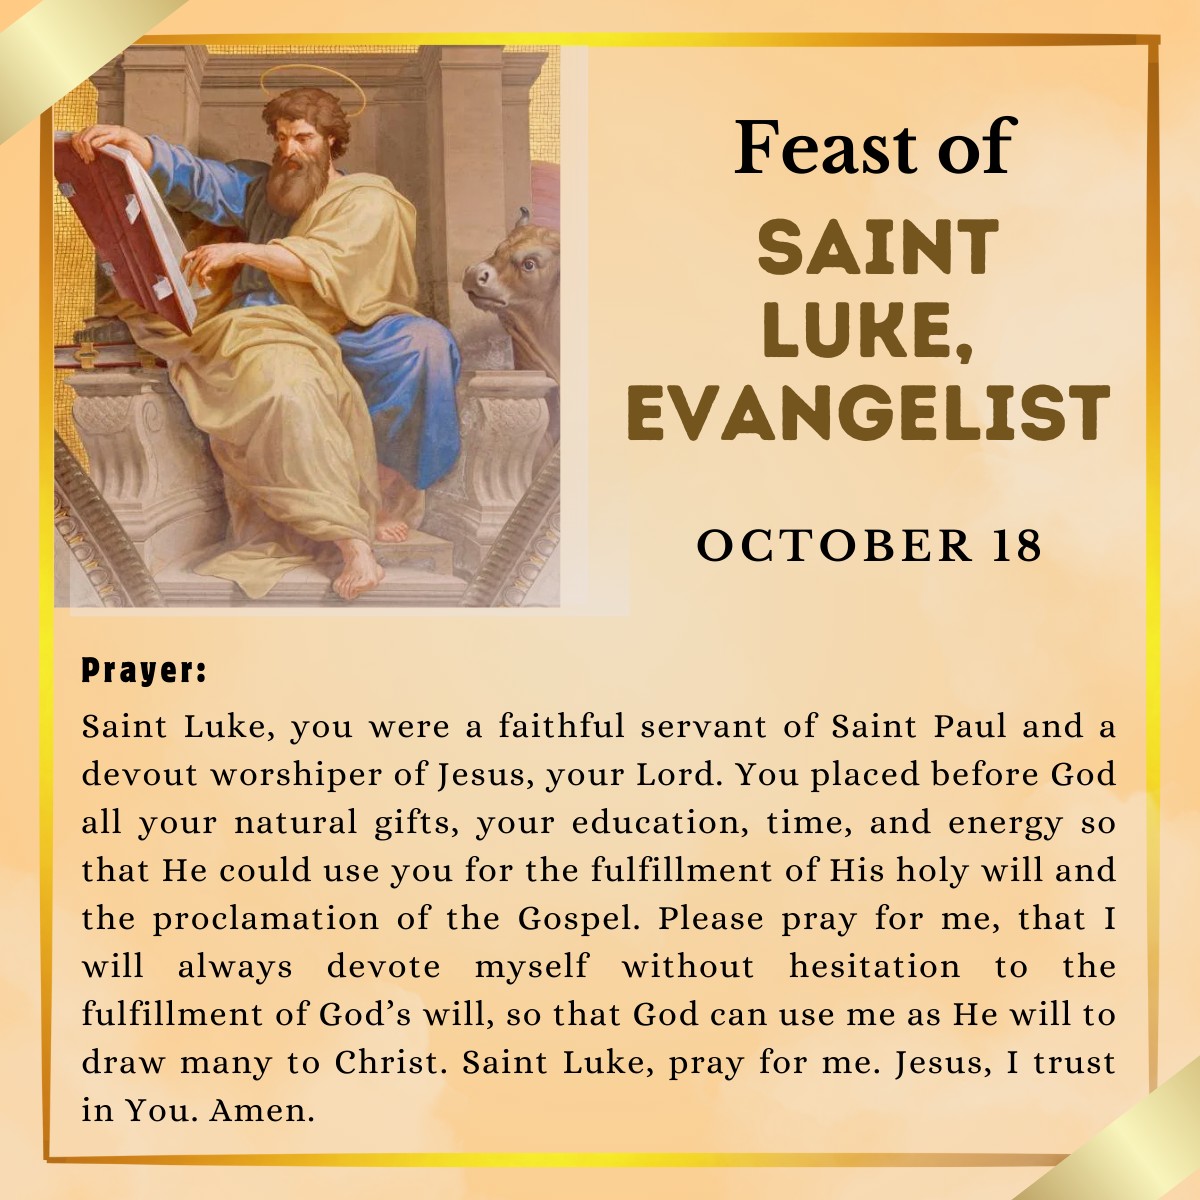 Feast of
SAINT
LUKE,
EVANGELIST
OCTOBER 18
Prayer:
Saint Luke, you were a faithful servant of Saint Paul and a
devout worshiper of Jesus, your Lord. You placed before God
all your natural gifts, your education, time, and energy so
that He could use you for the fulfillment of His holy will and
the proclamation of the Gospel. Please pray for me, that I
will always devote myself without hesitation to the
fulfillment of God’s will, so that God can use me as He will to
draw many to Christ. Saint Luke, pray for me. Jesus, I trust
in You. Amen.